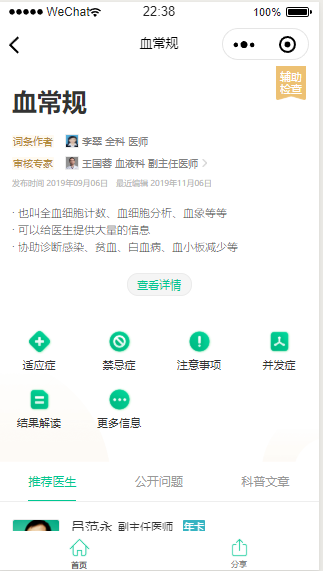 WeChat 22:38 100%
血常规
辅助
检查
血常规
词条作者 李翠 全科 医师
审核专家 王国蓉 血液科 副主任医师
发布时间 2019年09月06日 最近编辑 2019年11月06日
· 也叫全血细胞计数、血细胞分析、血象等等
· 可以给医生提供大量的信息
· 协助诊断感染、贫血、白血病、血小板减少等
查看详情
适应症 禁忌症 注意事项 并发症
结果解读 更多信息
推荐医生 公开问题 科普文章
吕范永 副主任医师 年卡
首页 分享